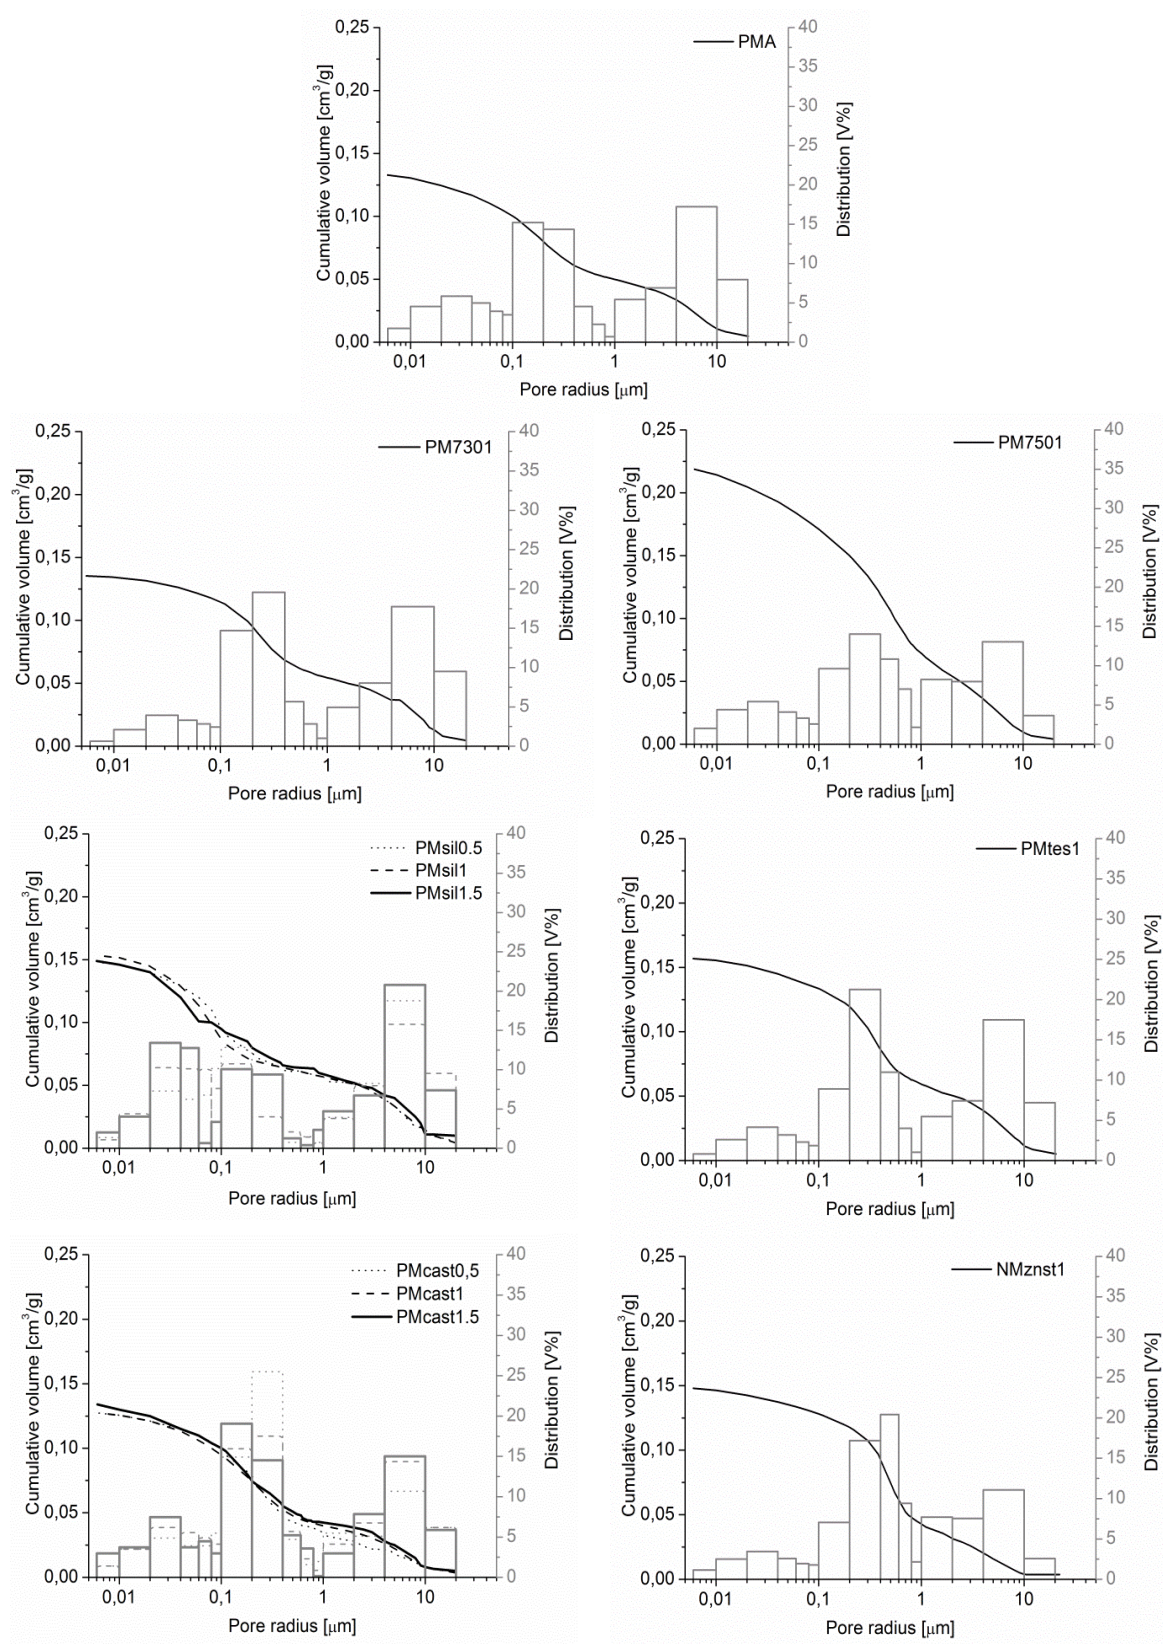 PMA
Cumulative volume [cm³/g]
0,25
0,20
0,15
0,10
0,05
0,00
40
35
30
25
20
15
10
5
0
Distribution [V%]
0,01 0,1 1 10
Pore radius [μm]
PM7301
Cumulative volume [cm³/g]
0,25
0,20
0,15
0,10
0,05
0,00
40
35
30
25
20
15
10
5
0
Distribution [V%]
0,01 0,1 1 10
Pore radius [μm]
PM7501
Cumulative volume [cm³/g]
0,25
0,20
0,15
0,10
0,05
0,00
40
35
30
25
20
15
10
5
0
Distribution [V%]
0,01 0,1 1 10
Pore radius [μm]
PMsil0.5
PMsil1
PMsil1.5
Cumulative volume [cm³/g]
0,25
0,20
0,15
0,10
0,05
0,00
40
35
30
25
20
15
10
5
0
Distribution [V%]
0,01 0,1 1 10
Pore radius [μm]
PMtes1
Cumulative volume [cm³/g]
0,25
0,20
0,15
0,10
0,05
0,00
40
35
30
25
20
15
10
5
0
Distribution [V%]
0,01 0,1 1 10
Pore radius [μm]
PMcast0,5
PMcast1
PMcast1.5
Cumulative volume [cm³/g]
0,25
0,20
0,15
0,10
0,05
0,00
40
35
30
25
20
15
10
5
0
Distribution [V%]
0,01 0,1 1 10
Pore radius [μm]
NMznst1
Cumulative volume [cm³/g]
0,25
0,20
0,15
0,10
0,05
0,00
40
35
30
25
20
15
10
5
0
Distribution [V%]
0,01 0,1 1 10
Pore radius [μm]